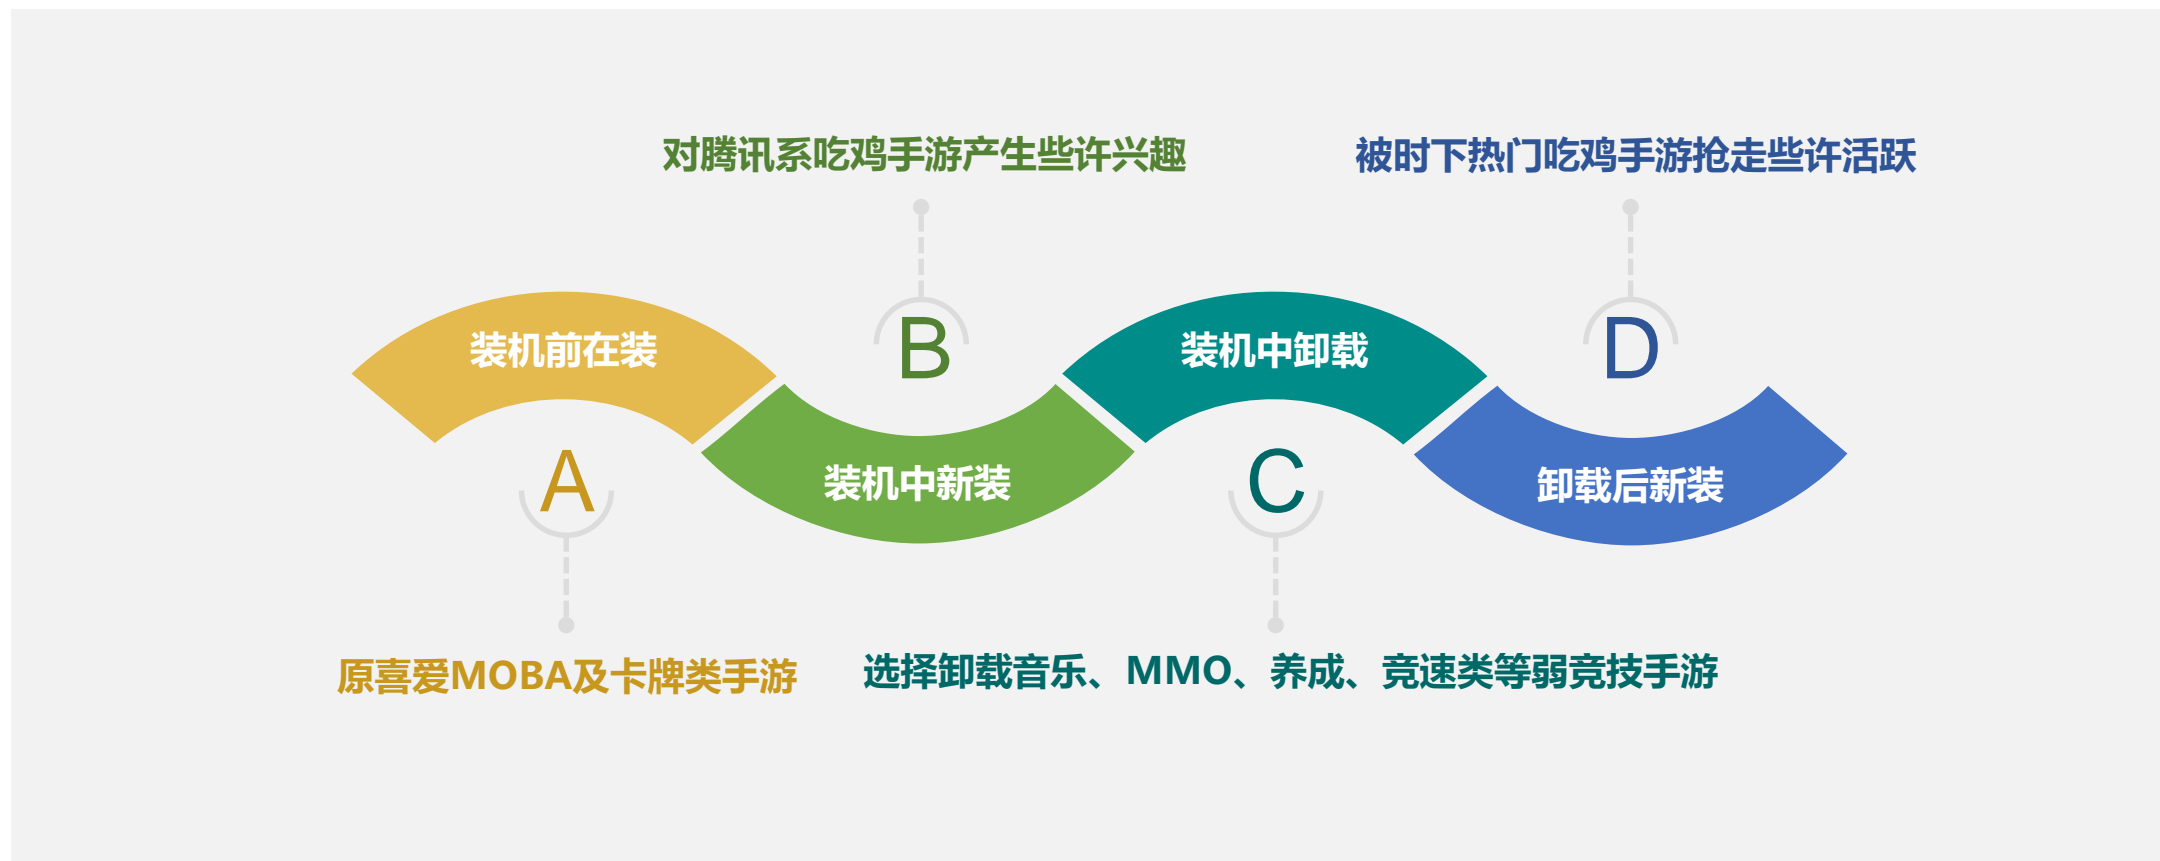 对腾讯系吃鸡手游产生些许兴趣
被时下热门吃鸡手游抢走些许活跃
装机前在装
B
装机中卸载
D
A
装机中新装
C
卸载后新装
原喜爱MOBA及卡牌类手游
选择卸载音乐、MMO、养成、竞速类等弱竞技手游